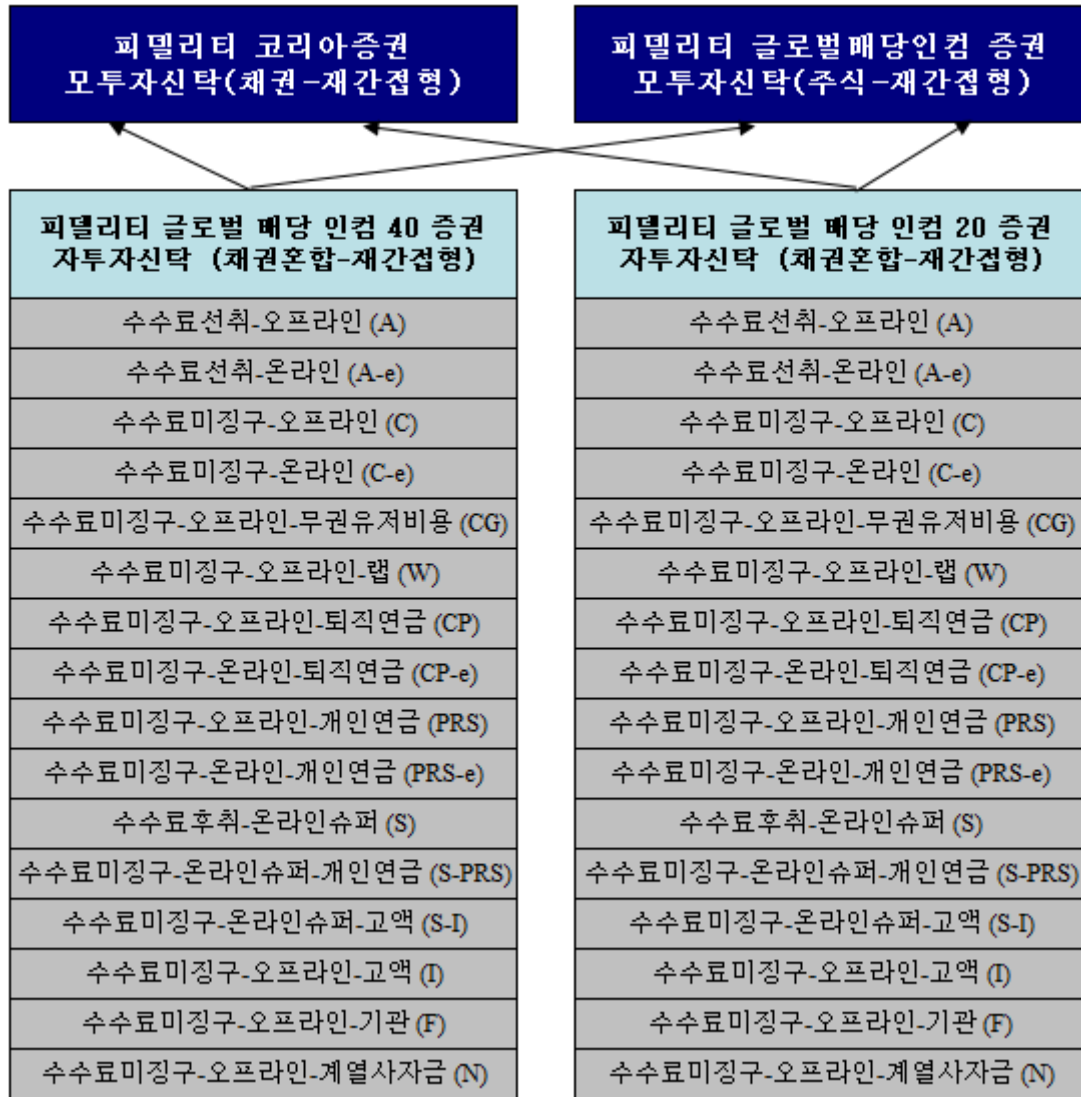 피델리티 코리아증권
모투자신탁(채권-재간접형)
피델리티 글로벌배당인컴 증권
모투자신탁(주식-재간접형)
피델리티 글로벌 배당 인컴 40 증권
자투자신탁 (채권혼합-재간접형)
수수료선취-오프라인 (A)
수수료선취-온라인 (A-e)
수수료미징구-오프라인 (C)
수수료미징구-온라인 (C-e)
수수료미징구-오프라인-무권유저비용 (CG)
수수료미징구-오프라인-랩 (W)
수수료미징구-오프라인-퇴직연금 (CP)
수수료미징구-온라인-퇴직연금 (CP-e)
수수료미징구-오프라인-개인연금 (PRS)
수수료미징구-온라인-개인연금 (PRS-e)
수수료후취-온라인슈퍼 (S)
수수료미징구-온라인슈퍼-개인연금 (S-PRS)
수수료미징구-온라인슈퍼-고액 (S-I)
수수료미징구-오프라인-고액 (I)
수수료미징구-오프라인-기관 (F)
수수료미징구-오프라인-계열사자금 (N)
피델리티 글로벌 배당 인컴 20 증권
자투자신탁 (채권혼합-재간접형)
수수료선취-오프라인 (A)
수수료선취-온라인 (A-e)
수수료미징구-오프라인 (C)
수수료미징구-온라인 (C-e)
수수료미징구-오프라인-무권유저비용 (CG)
수수료미징구-오프라인-랩 (W)
수수료미징구-오프라인-퇴직연금 (CP)
수수료미징구-온라인-퇴직연금 (CP-e)
수수료미징구-오프라인-개인연금 (PRS)
수수료미징구-온라인-개인연금 (PRS-e)
수수료후취-온라인슈퍼 (S)
수수료미징구-온라인슈퍼-개인연금 (S-PRS)
수수료미징구-온라인슈퍼-고액 (S-I)
수수료미징구-오프라인-고액 (I)
수수료미징구-오프라인-기관 (F)
수수료미징구-오프라인-계열사자금 (N)